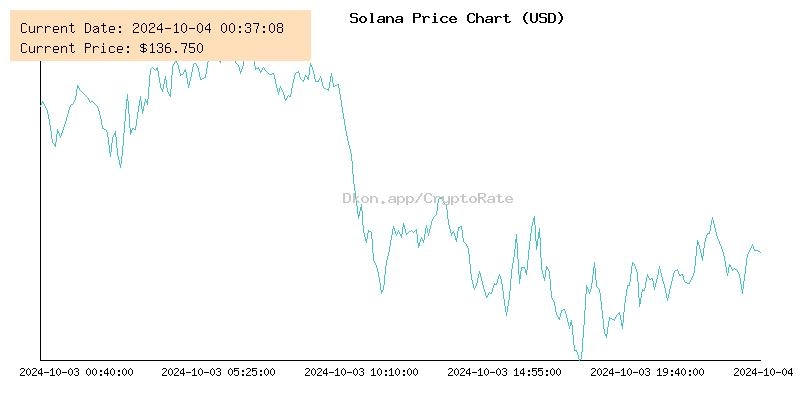 Solana Price Chart (USD)
Current Date: 2024-10-04 00:37:08
Current Price: $136.750
Dkon.app/CryptoRate
2024-10-03 00:40:00
2024-10-03 05:25:00
2024-10-03 10:10:00
2024-10-03 14:55:00
2024-10-03 19:40:00
2024-10-04